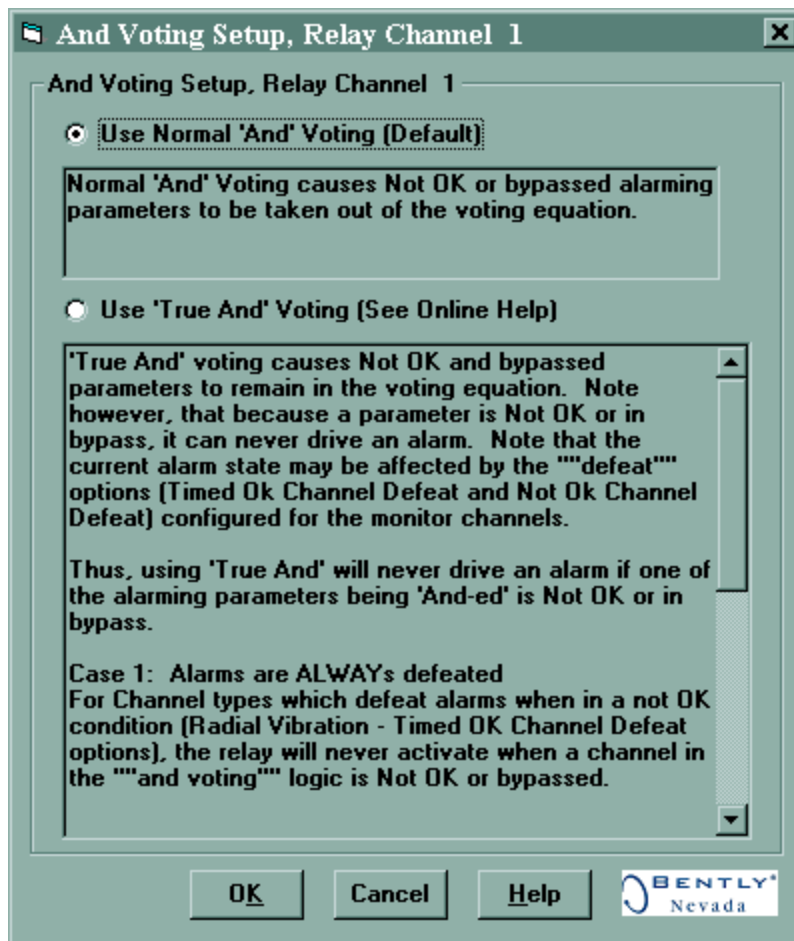 And Voting Setup, Relay Channel 1
And Voting Setup, Relay Channel 1
Use Normal 'And' Voting (Default)
Normal 'And' Voting causes Not OK or bypassed alarming
parameters to be taken out of the voting equation.
Use 'True And' Voting (See Online Help)
'True And' voting causes Not OK and bypassed
parameters to remain in the voting equation. Note
however, that because a parameter is Not OK or in
bypass, it can never drive an alarm. Note that the
current alarm state may be affected by the ""defeat""
options (Timed Ok Channel Defeat and Not Ok Channel
Defeat) configured for the monitor channels.
Thus, using 'True And' will never drive an alarm if one of
the alarming parameters being 'And-ed' is Not OK or in
bypass.
Case 1: Alarms are ALWAYs defeated
For Channel types which defeat alarms when in a not OK
condition (Radial Vibration - Timed OK Channel Defeat
options), the relay will never activate when a channel in
the ""and voting"" logic is Not OK or bypassed.
OK Cancel Help BENTLY
Nevada